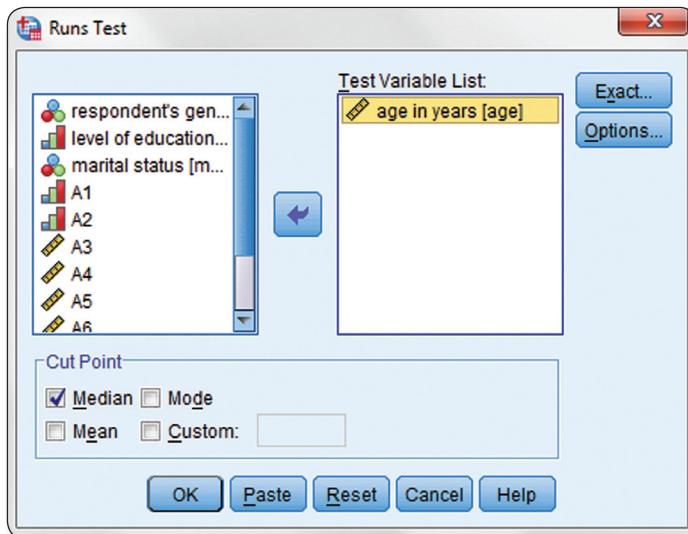 Runs Test
Test Variable List:
respondent's gen...
level of education...
marital status [m...
A1
A2
A3
A4
A5
A6
age in years [age]
Exact...
Options...
Cut Point
Median Mode
Mean Custom:
OK Paste Reset Cancel Help